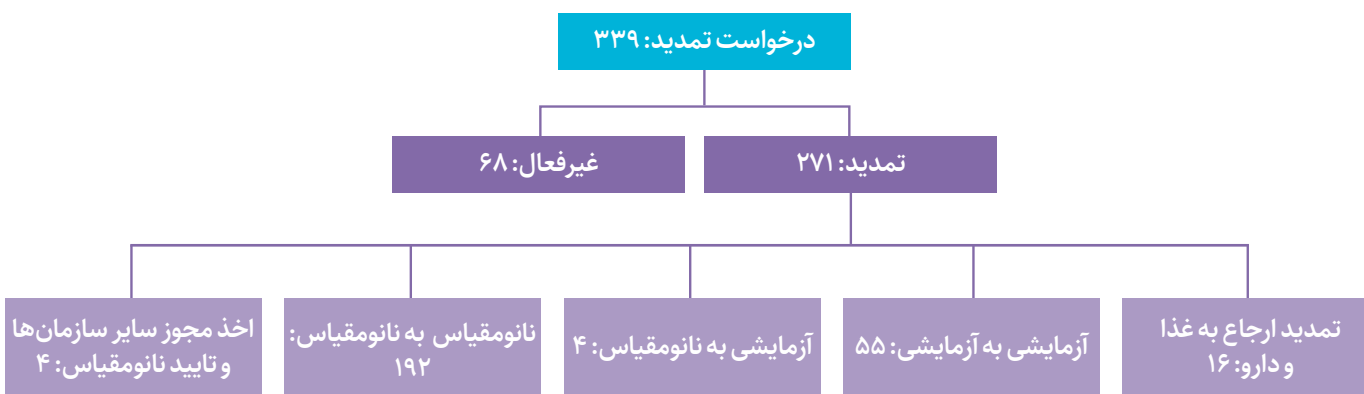 درخواست تمدید: ۳۳۹
تمدید: ۲۷۱
غیرفعال: ۶۸
تمدید ارجاع به غذا
و دارو: ۱۶
آزمایشی به آزمایشی: ۵۵
آزمایشی به نانومقیاس: ۴
نانومقیاس به نانومقیاس:
۱۹۲
اخذ مجوز سایر سازمان‌ها
و تایید نانومقیاس: ۴